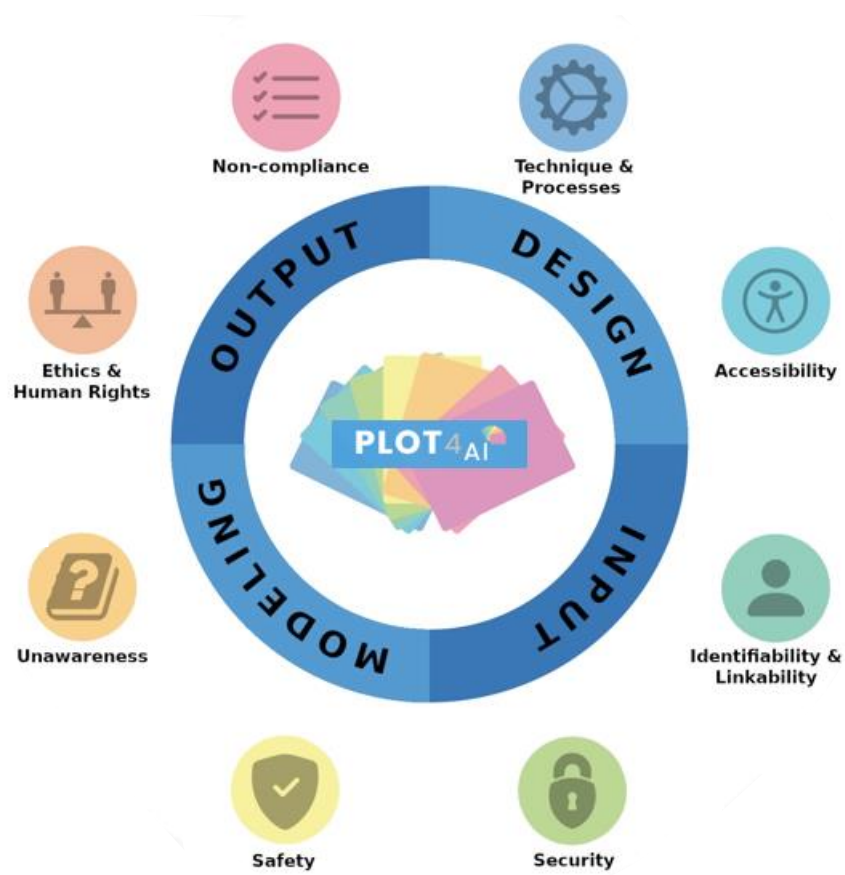 Non-compliance
Technique &
Processes
OUTPUT
DESIGN
Ethics &
Human Rights
Accessibility
PLOT4AI
MODELING
INPUT
Unawareness
Identifiability &
Linkability
Safety
Security